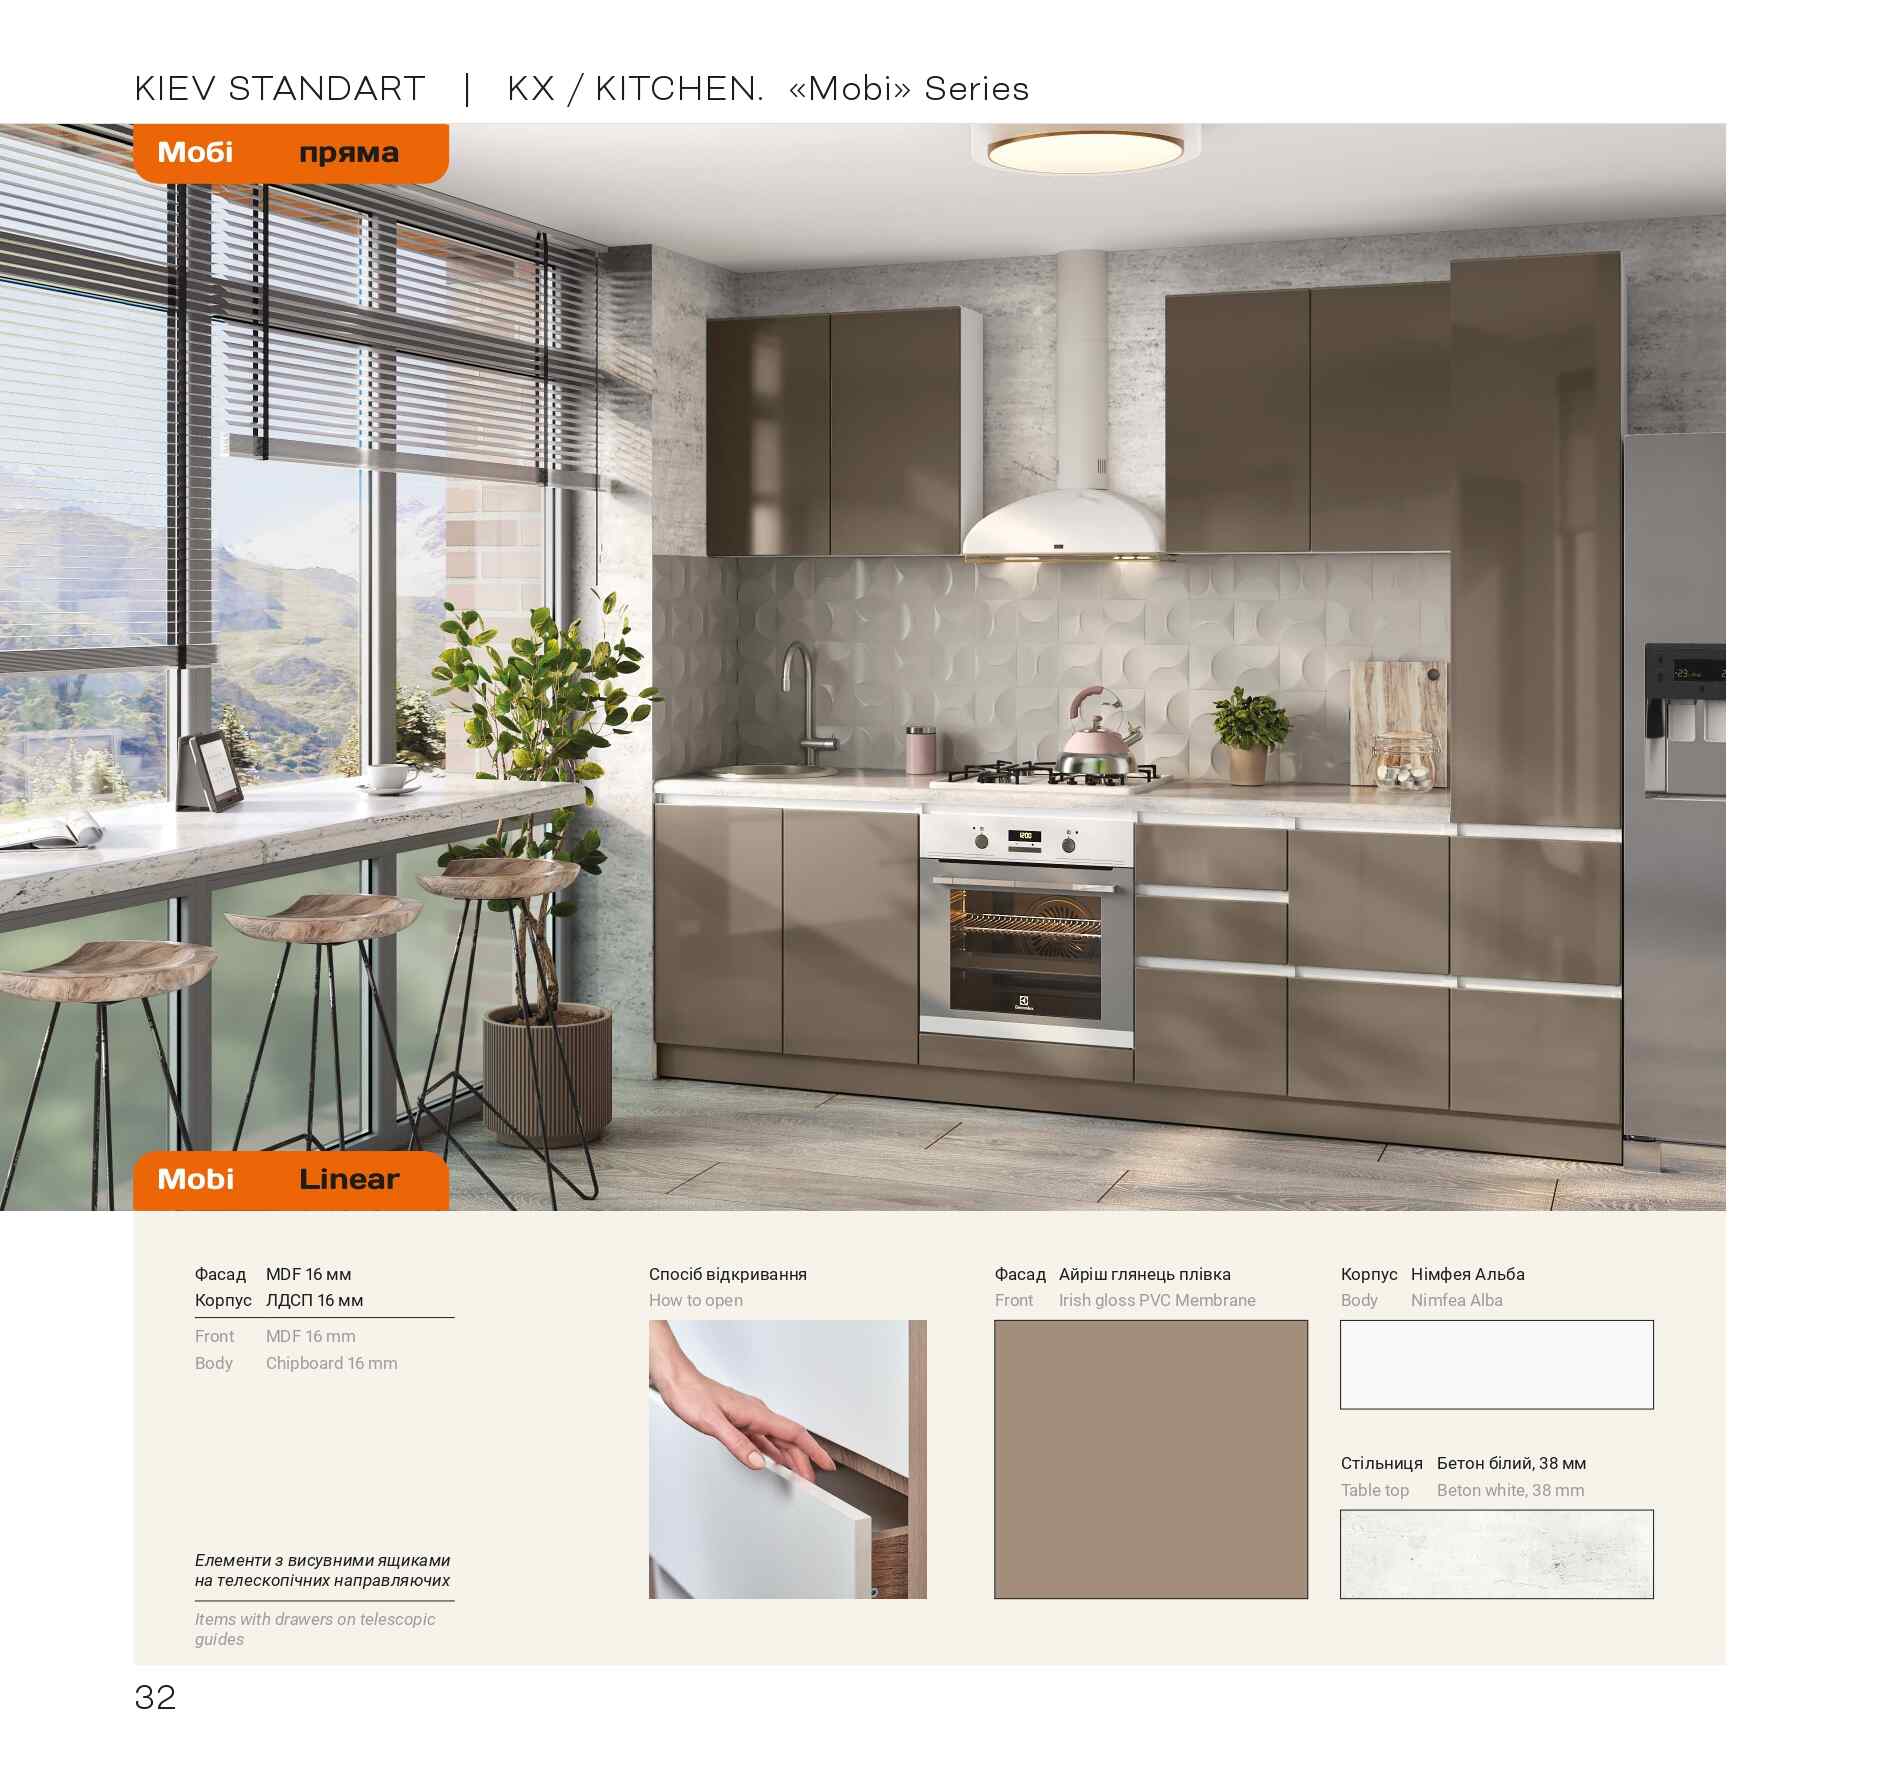 KIEV STANDART | KX / KITCHEN. «Mobi» Series
Мобі пряма
1200
Electrolux
Mobi Linear
Фасад MDF 16 мм
Корпус ЛДСП 16 мм
Front MDF 16 mm
Body Chipboard 16 mm
Елементи з висувними ящиками
на телескопічних направляючих
Items with drawers on telescopic
guides
Спосіб відкривання
How to open
Фасад Айріш глянець плівка
Front Irish gloss PVC Membrane
Корпус Німфея Альба
Body Nimfea Alba
Стільниця Бетон білий, 38 мм
Table top Beton white, 38 mm
32